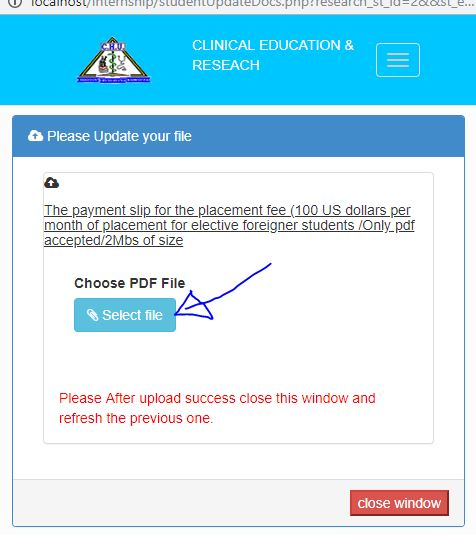 localhost/internship/studentUpdateDocs.php?research_st_id=2&&st_e...
CLINICAL EDUCATION &
RESEACH
Please Update your file
The payment slip for the placement fee (100 US dollars per
month of placement for elective foreigner students /Only pdf
accepted/2Mbs of size
Choose PDF File
Select file
Please After upload success close this window and
refresh the previous one.
close window